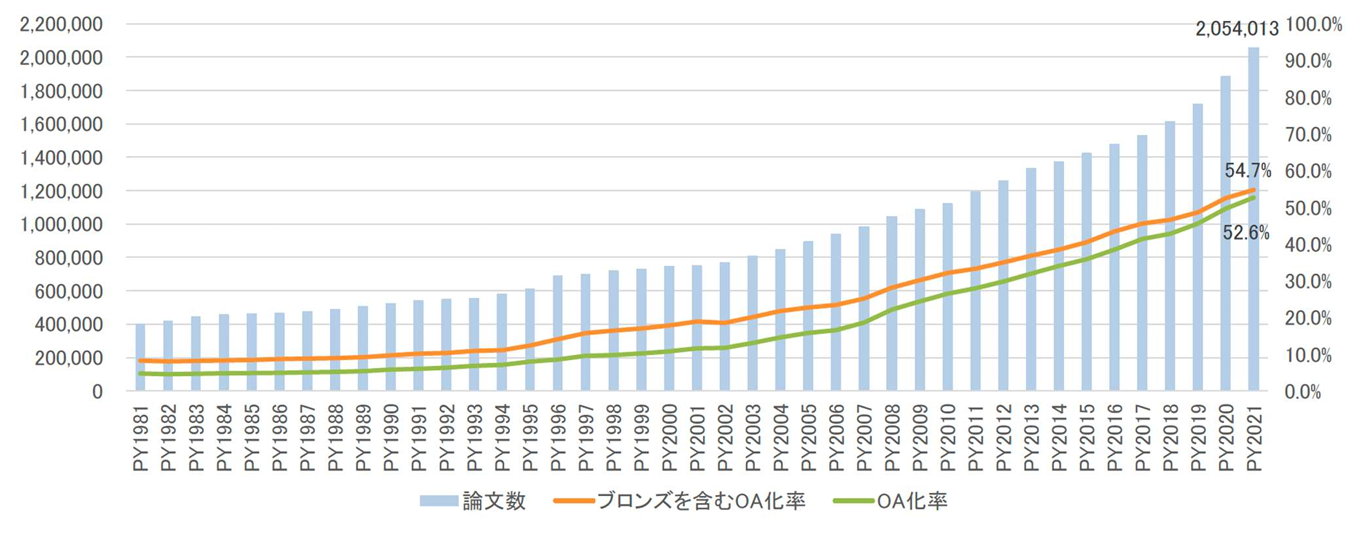 2,200,000
2,000,000
1,800,000
1,600,000
1,400,000
1,200,000
1,000,000
800,000
600,000
400,000
200,000
0
2,054,013
54.7%
52.6%
100.0%
90.0%
80.0%
70.0%
60.0%
50.0%
40.0%
30.0%
20.0%
10.0%
0.0%
PY1981
PY1982
PY1983
PY1984
PY1985
PY1986
PY1987
PY1988
PY1989
PY1990
PY1991
PY1992
PY1993
PY1994
PY1995
PY1996
PY1997
PY1998
PY1999
PY2000
PY2001
PY2002
PY2003
PY2004
PY2005
PY2006
PY2007
PY2008
PY2009
PY2010
PY2011
PY2012
PY2013
PY2014
PY2015
PY2016
PY2017
PY2018
PY2019
PY2020
PY2021
論文数 ブロンズを含むOA化率 OA化率